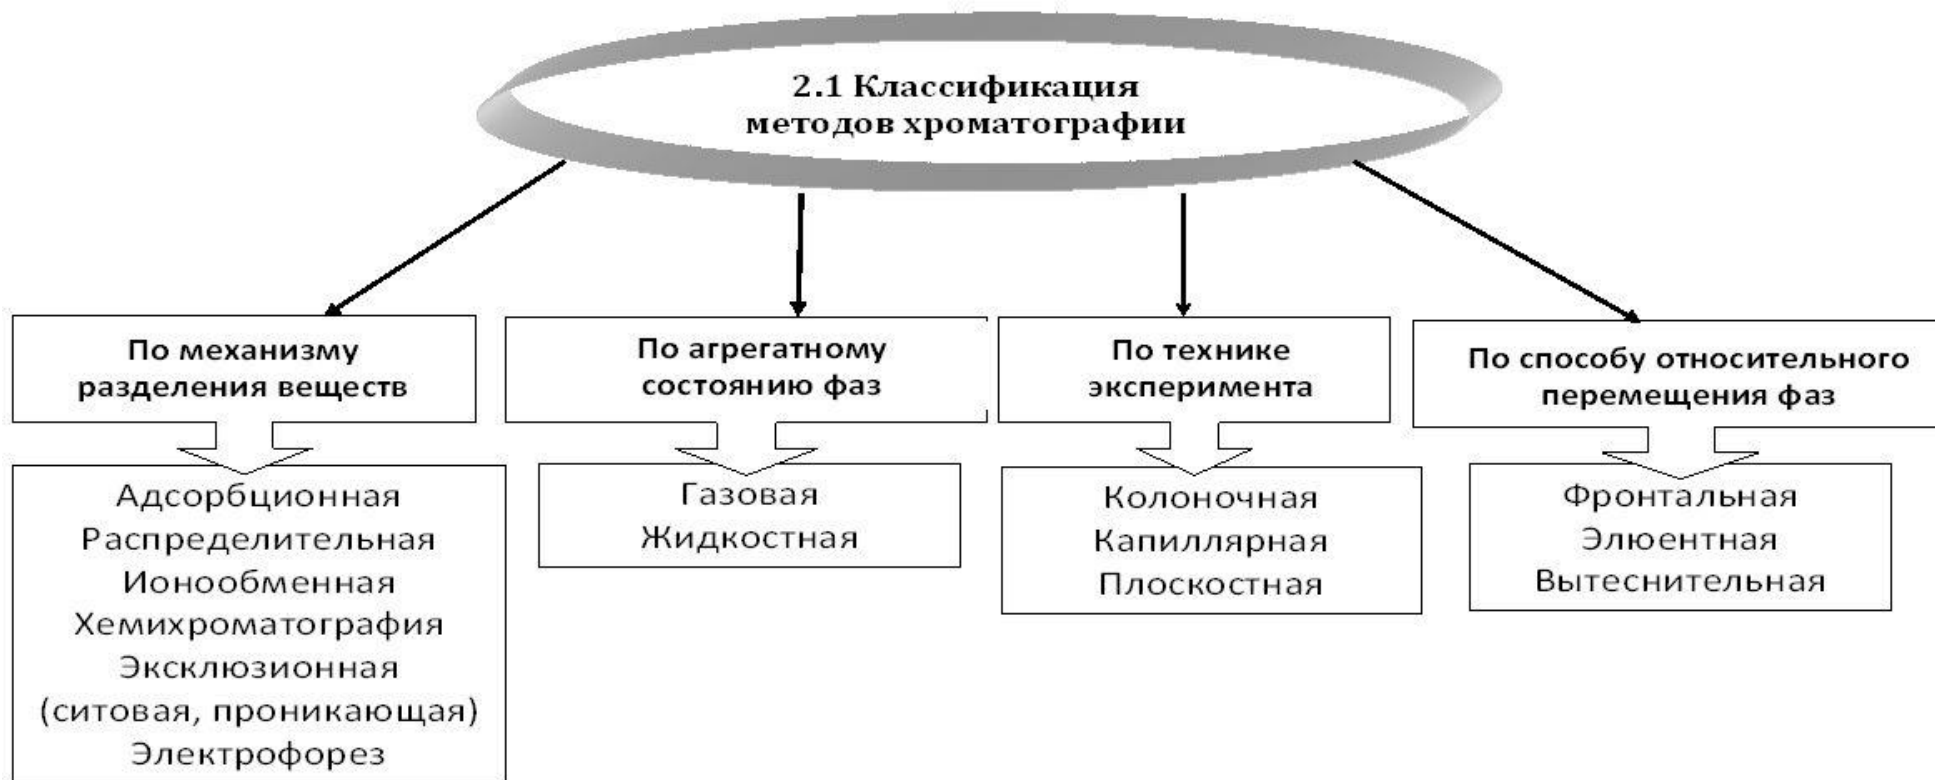 2.1 Классификация
методов хроматографии
По механизму
разделения веществ
Адсорбционная
Распределительная
Ионообменная
Хемихроматография
Эксклюзионная
(ситовая, проникающая)
Электрофорез
По агрегатному
состоянию фаз
Газовая
Жидкостная
По технике
эксперимента
Колоночная
Капиллярная
Плоскостная
По способу относительного
перемещения фаз
Фронтальная
Элюентная
Вытеснительная